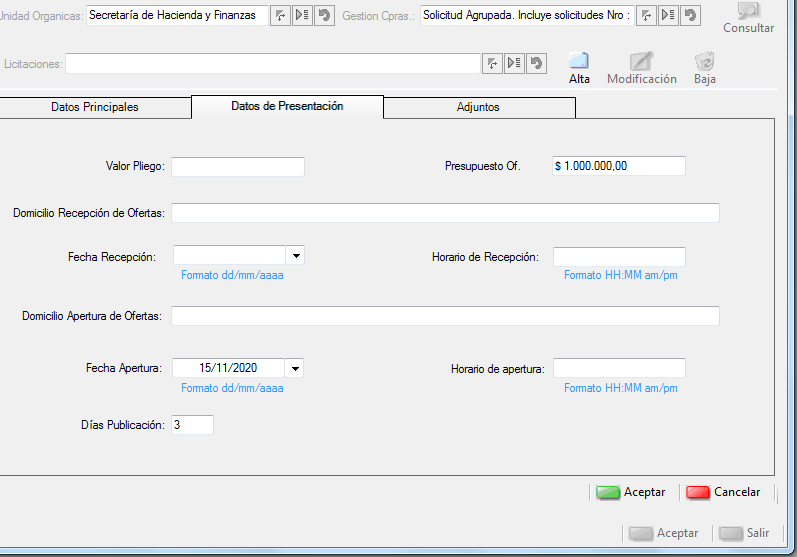 Unidad Organicas: Secretaría de Hacienda y Finanzas Gestion Cpras.: Solicitud Agrupada. Incluye solicitudes Nro :
Consultar
Licitaciones:
Alta Modificación Baja
Datos Principales Datos de Presentación Adjuntos
Valor Pliego: Presupuesto Of. $ 1.000.000,00
Domicilio Recepción de Ofertas:
Fecha Recepción: Horario de Recepción:
Formato dd/mm/aaaa Formato HH:MM am/pm
Domicilio Apertura de Ofertas:
Fecha Apertura: 15/11/2020 Horario de apertura:
Formato dd/mm/aaaa Formato HH:MM am/pm
Días Publicación: 3
Aceptar Cancelar
Aceptar Salir